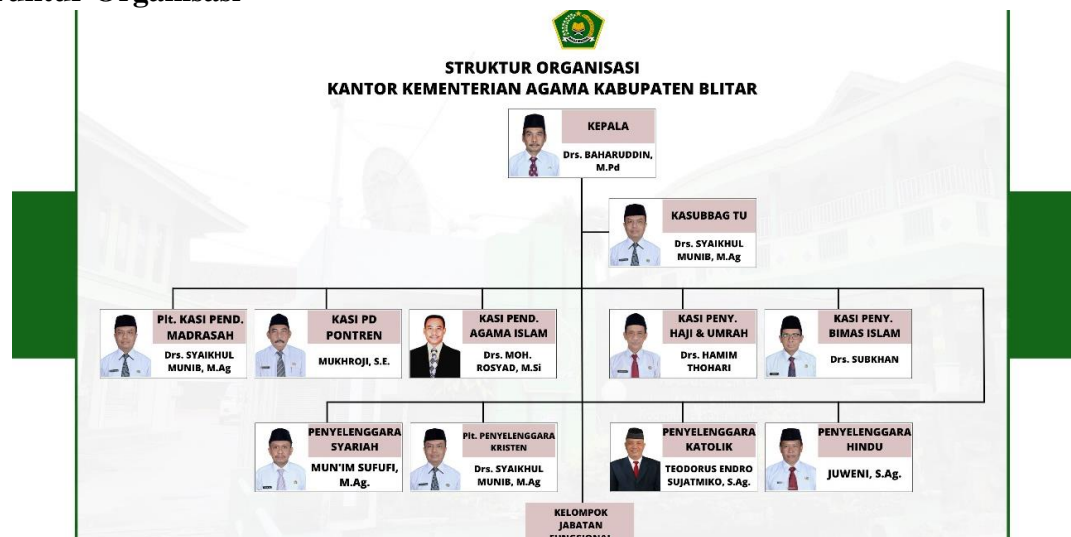 STRUKTUR ORGANISASI
KANTOR KEMENTERIAN AGAMA KABUPATEN BLITAR
KEPALA
Drs. BAHARUDDIN,
M.Pd
KASUBBAG TU
Drs. SYAIKHUL
MUNIB, M.Ag
Plt. KASI PEND.
MADRASAH
Drs. SYAIKHUL
MUNIB, M.Ag
KASI PD
PONTREN
MUKHROJI, S.E.
KASI PEND.
AGAMA ISLAM
Drs. MOH.
ROSYAD, M.Si
KASI PENY.
HAJI & UMRAH
Drs. HAMIM
THOHARI
KASI PENY.
BIMAS ISLAM
Drs. SUBKHAN
PENYELENGGARA
SYARIAH
MUN'IM SUFUFI,
M.Ag.
Plt. PENYELENGGARA
KRISTEN
Drs. SYAIKHUL
MUNIB, M.Ag
PENYELENGGARA
KATOLIK
TEODORUS ENDRO
SUJATMIKO, S.Ag.
PENYELENGGARA
HINDU
JUWENI, S.Ag.
KELOMPOK
JABATAN